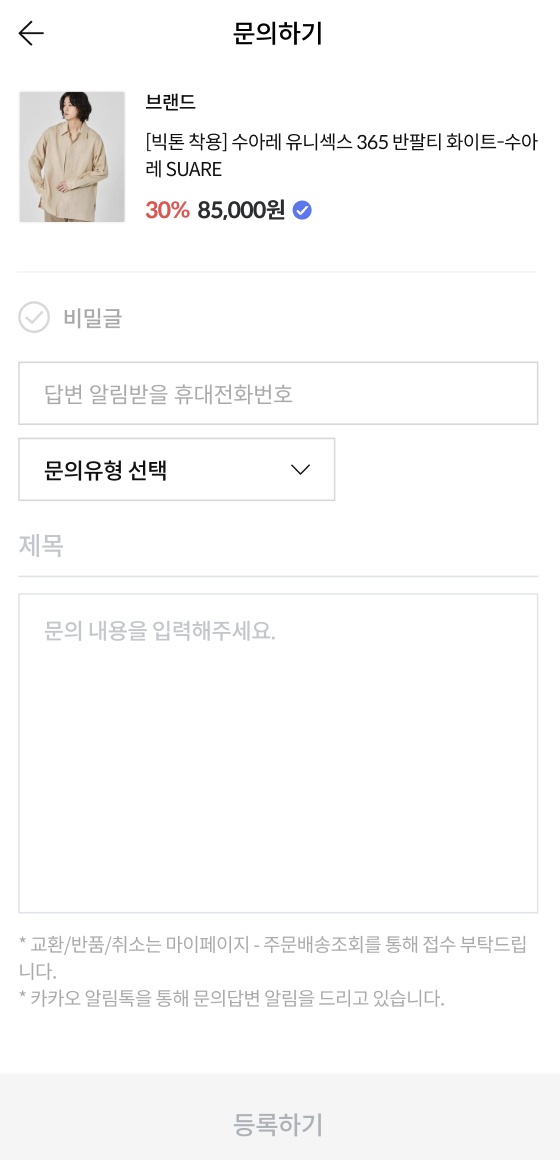 문의하기
브랜드
[빅톤 착용] 수아레 유니섹스 365 반팔티 화이트-수아
레 SUARE
30% 85,000원
비밀글
답변 알림받을 휴대전화번호
문의유형 선택
제목
문의 내용을 입력해주세요.
* 교환/반품/취소는 마이페이지 - 주문배송조회를 통해 접수 부탁드립
니다.
* 카카오 알림톡을 통해 문의답변 알림을 드리고 있습니다.
등록하기